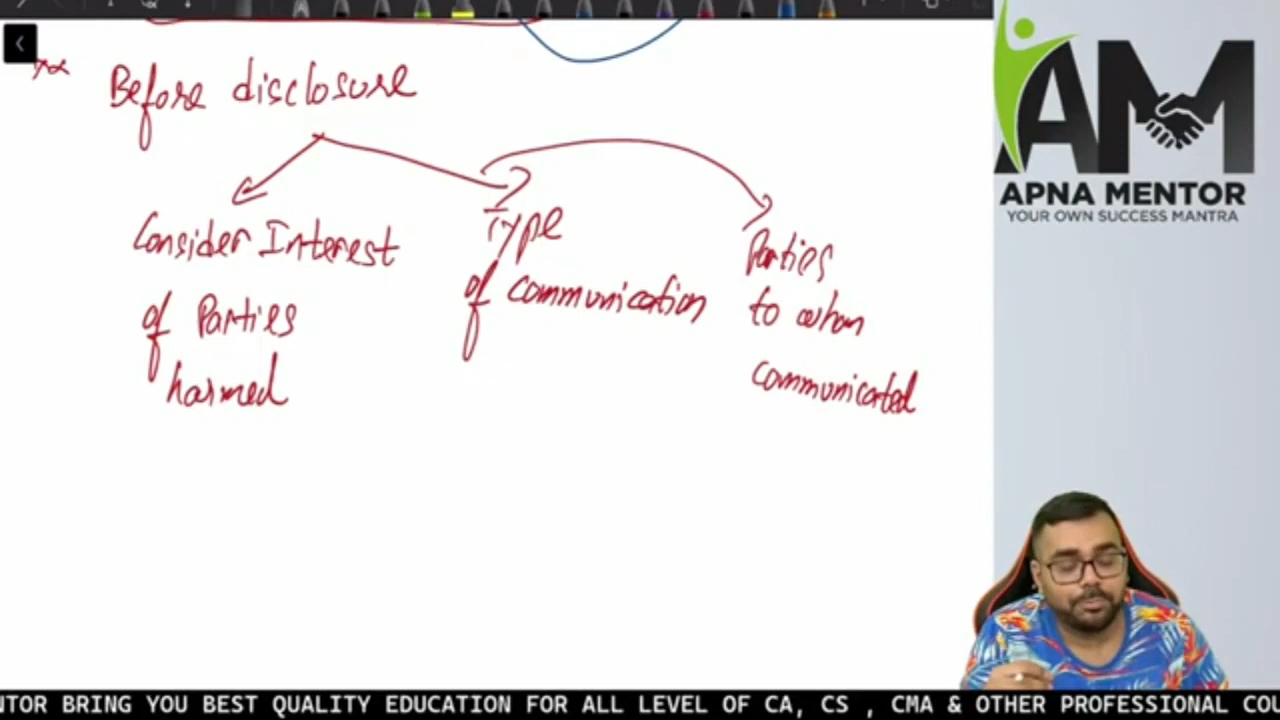 Before disclosure
Consider Interest
of Parties
harmed
Type
of communication
Parties
to whom
communicated
AM
APNA MENTOR
YOUR OWN SUCCESS MANTRA
NTOR BRING YOU BEST QUALITY EDUCATION FOR ALL LEVEL OF CA, CS , CMA & OTHER PROFESSIONAL COU